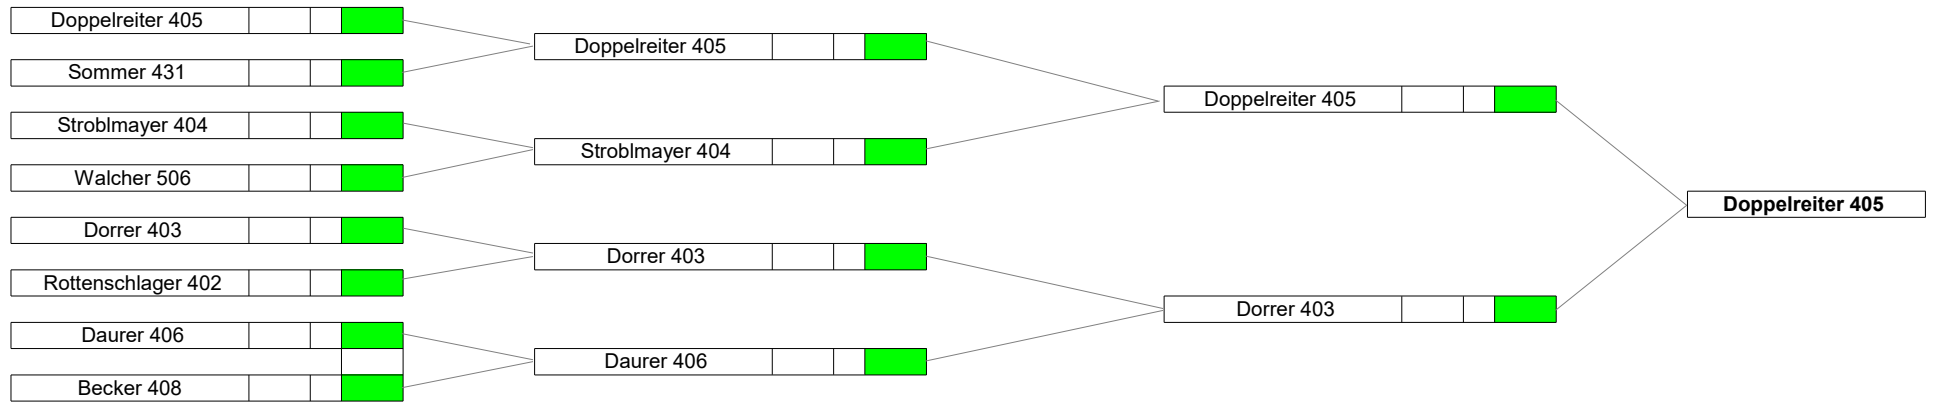 Doppelreiter 405
Sommer 431
Stroblmayer 404
Walcher 506
Dorrer 403
Rottenschlager 402
Daurer 406
Becker 408
Doppelreiter 405
Stroblmayer 404
Dorrer 403
Daurer 406
Doppelreiter 405
Dorrer 403
Doppelreiter 405